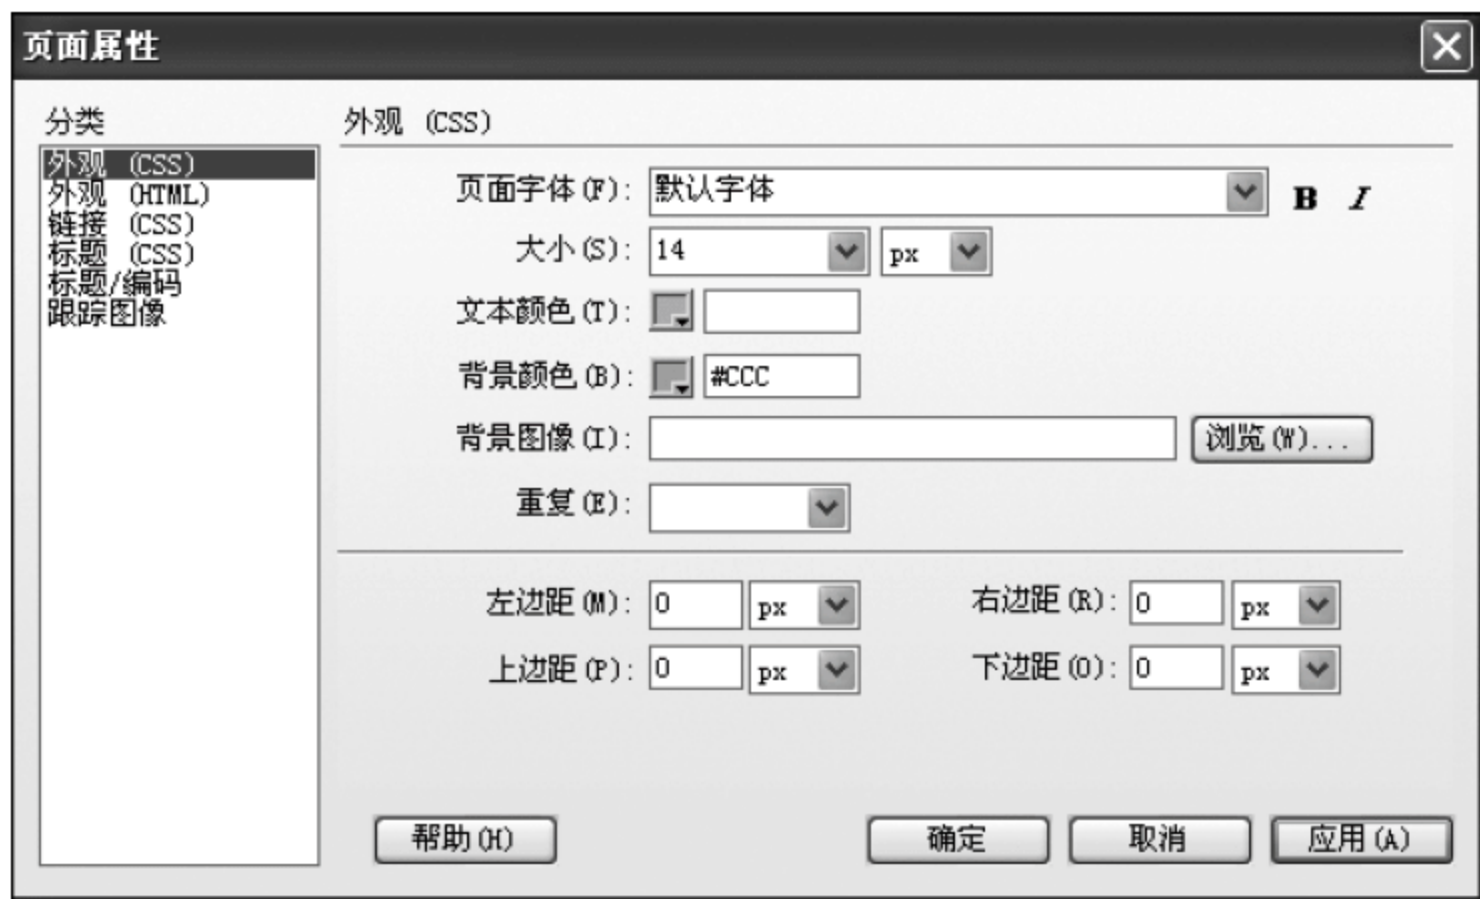 页面属性
分类
外观 (CSS)
外观 (HTML)
链接 (CSS)
标题 (CSS)
标题/编码
跟踪图像
外观 (CSS)
页面字体(F): 默认字体 B I
大小(S): 14 px
文本颜色(T):
背景颜色(B): #CCC
背景图像(I): 浏览(W)...
重复(E):
左边距(M): 0 px 右边距(R): 0 px
上边距(P): 0 px 下边距(O): 0 px
帮助(H) 确定 取消 应用(A)